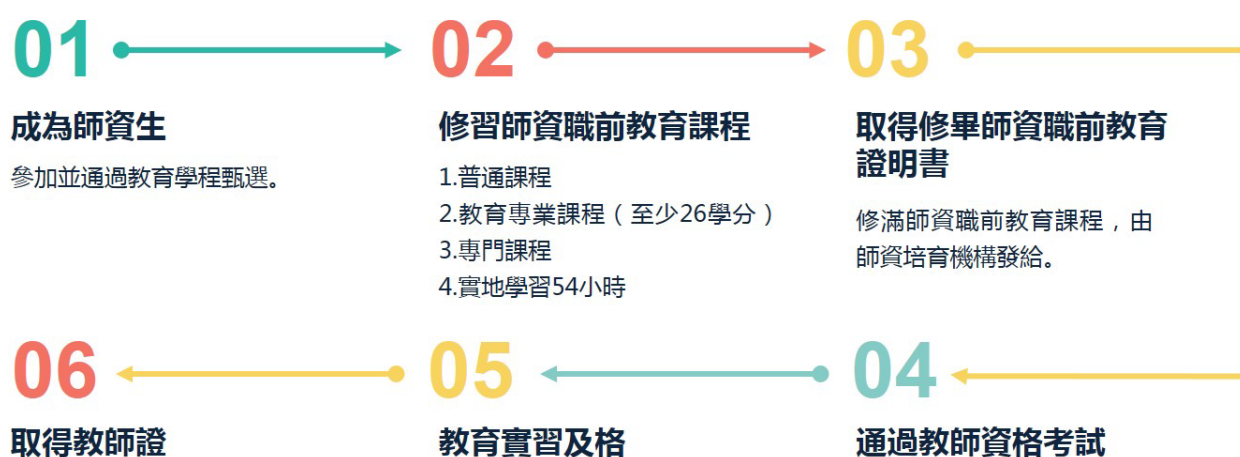 01
02
03
成為師資生
修習師資職前教育課程
取得修畢師資職前教育
證明書
參加並通過教育學程甄選。
1.普通課程
2.教育專業課程（至少26學分）
3.專門課程
4.實地學習54小時
修滿師資職前教育課程，由
師資培育機構發給。
06
05
04
取得教師證
教育實習及格
通過教師資格考試